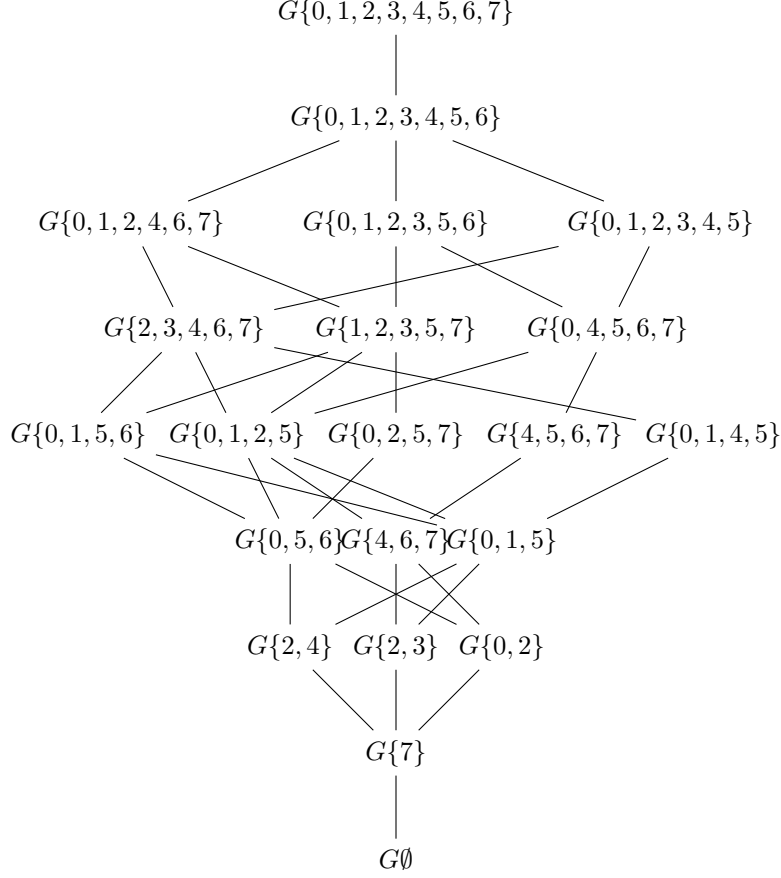 G{0, 1, 2, 3, 4, 5, 6, 7}
G{0, 1, 2, 3, 4, 5, 6}
G{0, 1, 2, 4, 6, 7} G{0, 1, 2, 3, 5, 6} G{0, 1, 2, 3, 4, 5}
G{2, 3, 4, 6, 7} G{1, 2, 3, 5, 7} G{0, 4, 5, 6, 7}
G{0, 1, 5, 6} G{0, 1, 2, 5} G{0, 2, 5, 7} G{4, 5, 6, 7} G{0, 1, 4, 5}
G{0, 5, 6} G{4, 6, 7} G{0, 1, 5}
G{2, 4} G{2, 3} G{0, 2}
G{7}
G∅